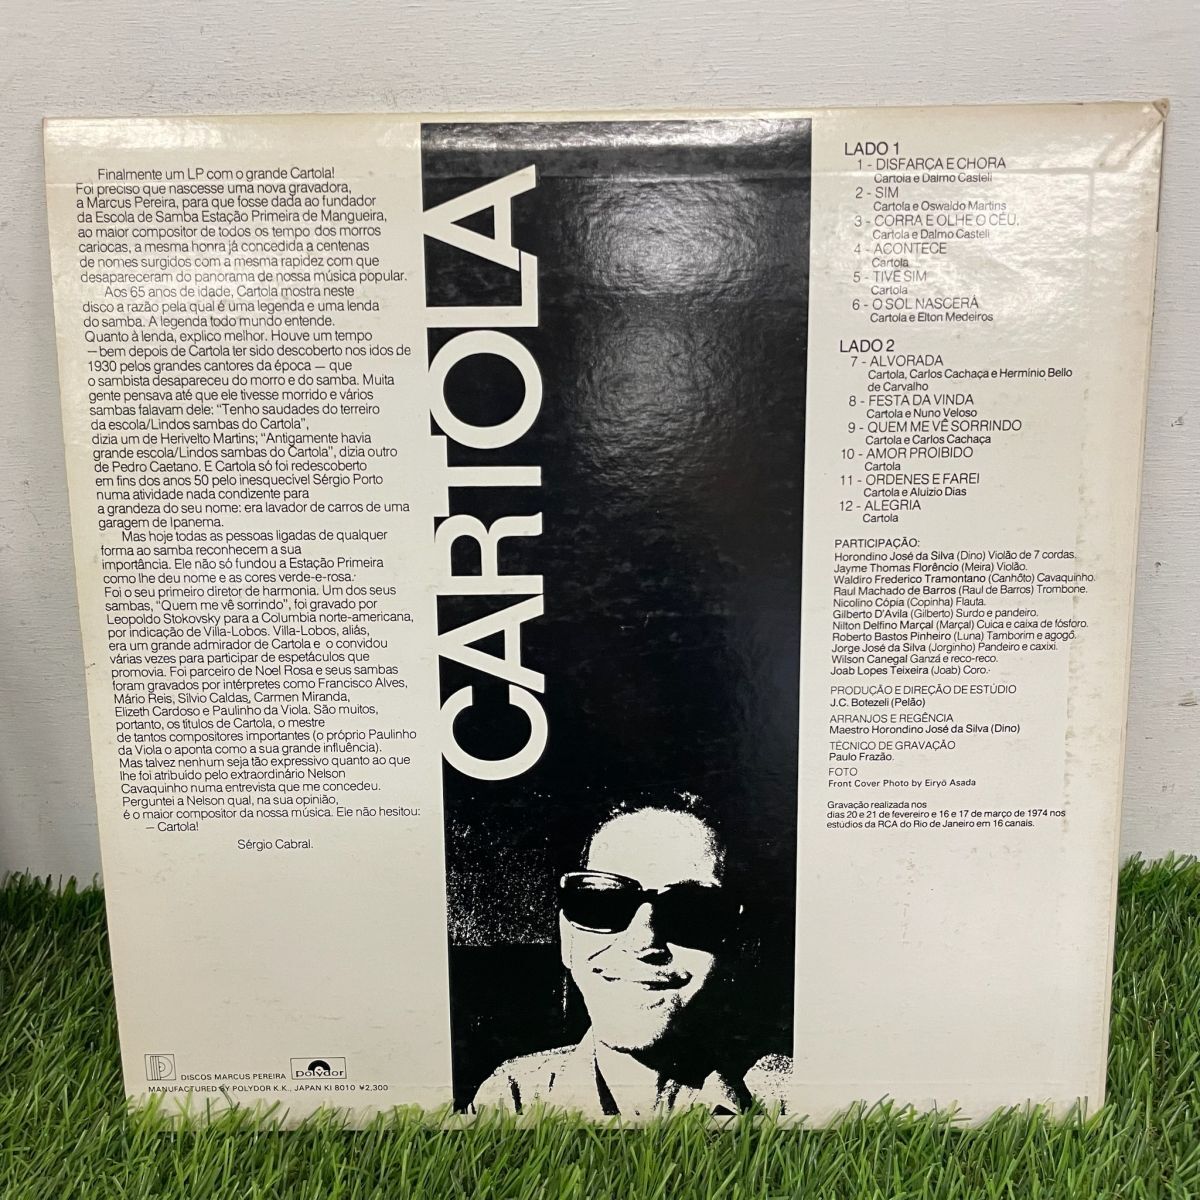 Finalmente um LP com o grande Cartola!
Foi preciso que nascesse uma nova gravadora,
a Marcus Pereira, para que fosse dada ao fundador
da Escola de Samba Estação Primeira de Mangueira,
ao maior compositor de todos os tempo dos morros
cariocas, a mesma honra já concedida a centenas
de nomes surgidos com a mesma rapidez com que
desapareceram do panorama de nossa música popular.
Aos 65 anos de idade, Cartola mostra neste
disco a razão pela qual é uma legenda e uma lenda
do samba. A legenda todo mundo entende.
Quanto à lenda, explico melhor. Houve um tempo
— bem depois de Cartola ter sido descoberto nos idos de
1930 pelos grandes cantores da época — que
o sambista desapareceu do morro e do samba. Muita
gente pensava até que ele tivesse morrido e vários
sambas falavam dele: "Tenho saudades do terreiro
da escola/Lindos sambas do Cartola",
dizia um de Herivelto Martins; "Antigamente havia
grande escola/Lindos sambas do Cartola", dizia outro
de Pedro Caetano. E Cartola só foi redescoberto
em fins dos anos 50 pelo inesquecível Sérgio Porto
numa atividade nada condizente para
a grandeza do seu nome: era lavador de carros de uma
garagem de Ipanema.
Mas hoje todas as pessoas ligadas de qualquer
forma ao samba reconhecem a sua
importância. Ele não só fundou a Estação Primeira
como lhe deu nome e as cores verde-e-rosa.
Foi o seu primeiro diretor de harmonia. Um dos seus
sambas, "Quem me vê sorrindo", foi gravado por
Leopoldo Stokovsky para a Columbia norte-americana,
por indicação de Villa-Lobos. Villa-Lobos, aliás,
era um grande admirador de Cartola e o convidou
várias vezes para participar de espetáculos que
promovia. Foi parceiro de Noel Rosa e seus sambas
foram gravados por intérpretes como Francisco Alves,
Mário Reis, Sílvio Caldas, Carmen Miranda,
Elizeth Cardoso e Paulinho da Viola. São muitos,
portanto, os títulos de Cartola, o mestre
de tantos compositores importantes (o próprio Paulinho
da Viola o aponta como a sua grande influência).
Mas talvez nenhum seja tão expressivo quanto ao que
lhe foi atribuído pelo extraordinário Nelson
Cavaquinho numa entrevista que me concedeu.
Perguntei a Nelson qual, na sua opinião,
é o maior compositor da nossa música. Ele não hesitou:
— Cartola!
Sérgio Cabral.
DISCOS MARCUS PEREIRA
polydor
MANUFACTURED BY POLYDOR K.K., JAPAN KI 8010 ¥2,300
CARTOLA
LADO 1
1 - DISFARÇA E CHORA
Cartola e Dalmo Casteli
2 - SIM
Cartola e Oswaldo Martins
3 - CORRA E OLHE O CÉU.
Cartola e Dalmo Casteli
4 - ACONTECE
Cartola
5 - TIVE SIM
Cartola
6 - O SOL NASCERÁ
Cartola e Elton Medeiros
LADO 2
7 - ALVORADA
Cartola, Carlos Cachaça e Hermínio Bello
de Carvalho
8 - FESTA DA VINDA
Cartola e Nuno Veloso
9 - QUEM ME VÊ SORRINDO
Cartola e Carlos Cachaça
10 - AMOR PROIBIDO
Cartola
11 - ORDENES E FAREI
Cartola e Aluizio Dias
12 - ALEGRIA
Cartola
PARTICIPAÇÃO:
Horondino José da Silva (Dino) Violão de 7 cordas.
Jayme Thomas Florêncio (Meira) Violão.
Waldiro Frederico Tramontano (Canhôto) Cavaquinho.
Raul Machado de Barros (Raul de Barros) Trombone.
Nicolino Cópia (Copinha) Flauta.
Gilberto D'Avila (Gilberto) Surdo e pandeiro.
Nilton Delfino Marçal (Marçal) Cuica e caixa de fósforo.
Roberto Bastos Pinheiro (Luna) Tamborim e agogô.
Jorge José da Silva (Jorginho) Pandeiro e caxixi.
Wilson Canegal Ganzá e reco-reco.
Joab Lopes Teixeira (Joab) Coro.
PRODUÇÃO E DIREÇÃO DE ESTÚDIO
J.C. Botezeli (Pelão)
ARRANJOS E REGÊNCIA
Maestro Horondino José da Silva (Dino)
TÉCNICO DE GRAVAÇÃO
Paulo Frazão.
FOTO
Front Cover Photo by Eiryō Asada
Gravação realizada nos
dias 20 e 21 de fevereiro e 16 e 17 de março de 1974 nos
estúdios da RCA do Rio de Janeiro em 16 canais.